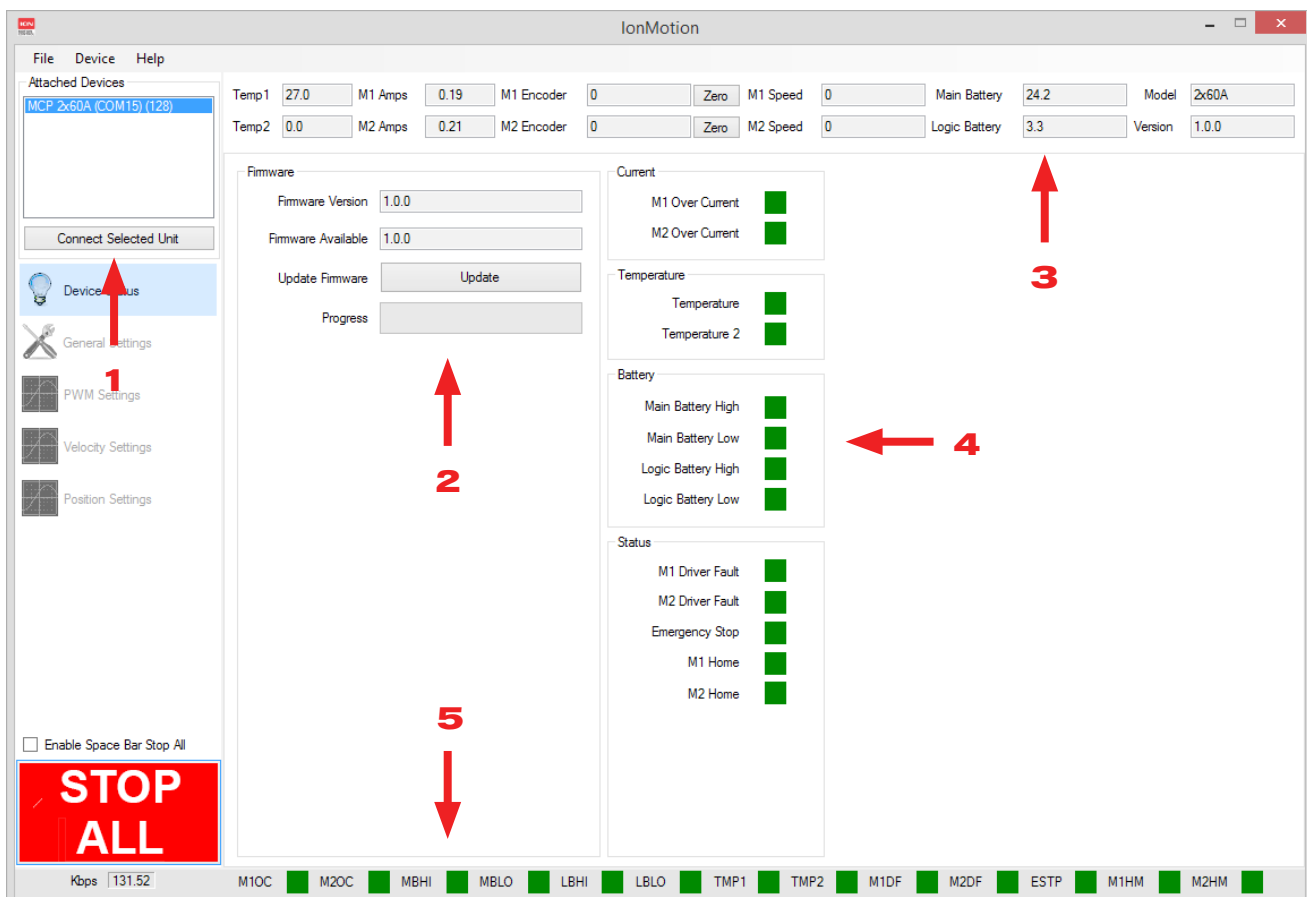 IonMotion
File Device Help
Attached Devices
MCP 2x60A (COM15) (128)
Connect Selected Unit
Temp1 27.0 M1 Amps 0.19 M1 Encoder 0 Zero M1 Speed 0 Main Battery 24.2 Model 2x60A
Temp2 0.0 M2 Amps 0.21 M2 Encoder 0 Zero M2 Speed 0 Logic Battery 3.3 Version 1.0.0
Device Status
General Settings
PWM Settings
Velocity Settings
Position Settings
1
Firmware
Firmware Version 1.0.0
Firmware Available 1.0.0
Update Firmware Update
Progress
2
Current
M1 Over Current
M2 Over Current
3
Temperature
Temperature
Temperature 2
Battery
Main Battery High
Main Battery Low
Logic Battery High
Logic Battery Low
4
Status
M1 Driver Fault
M2 Driver Fault
Emergency Stop
M1 Home
M2 Home
5
Enable Space Bar Stop All
STOP
ALL
Kbps 131.52 M1OC M2OC MBHI MBLO LBHI LBLO TMP1 TMP2 M1DF M2DF ESTP M1HM M2HM